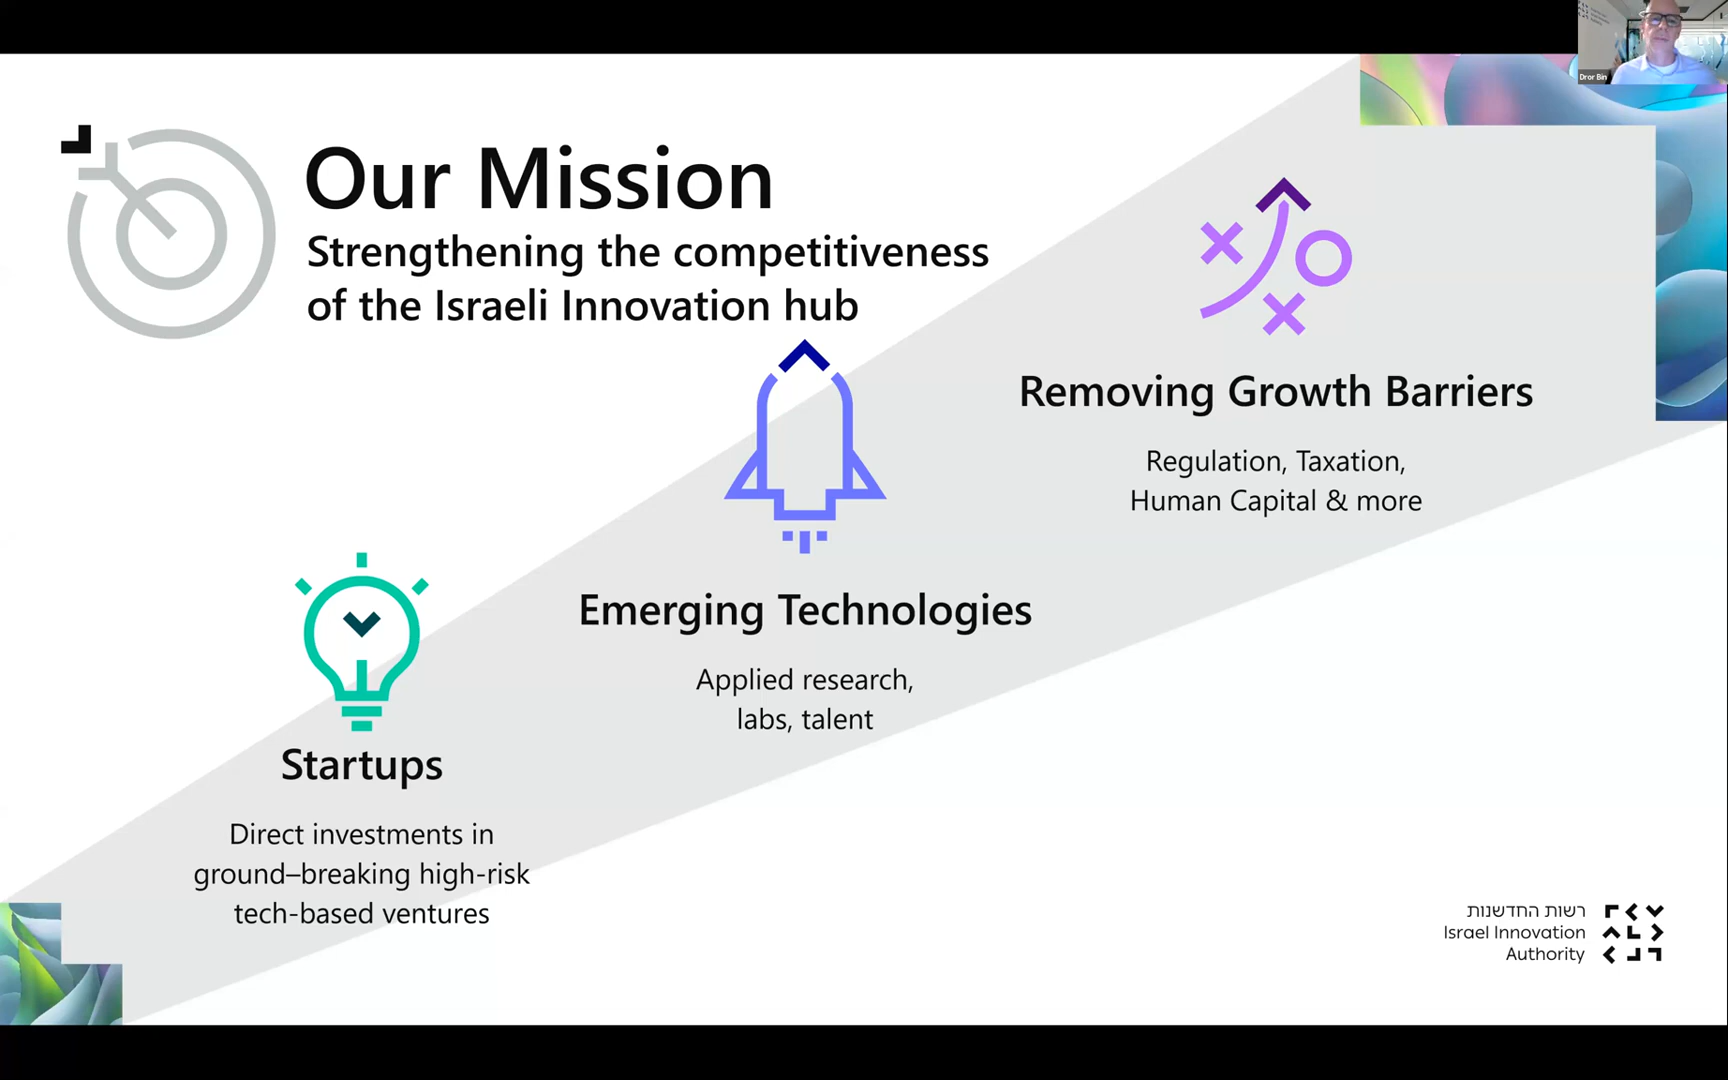 Dror Bin
Our Mission
Strengthening the competitiveness
of the Israeli Innovation hub
Removing Growth Barriers
Regulation, Taxation,
Human Capital & more
Emerging Technologies
Applied research,
labs, talent
Startups
Direct investments in
ground–breaking high-risk
tech-based ventures
רשות החדשנות
Israel Innovation
Authority